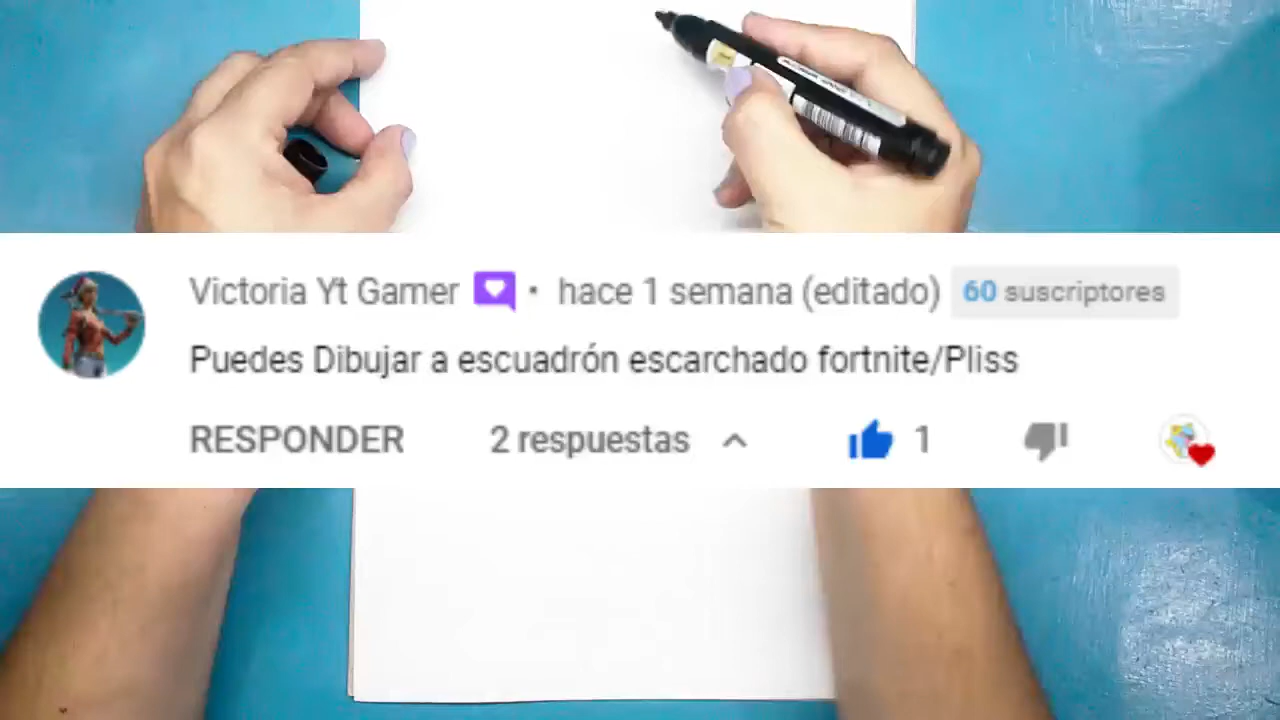 Victoria Yt Gamer · hace 1 semana (editado) 60 suscriptores
Puedes Dibujar a escuadrón escarchado fortnite/Pliss
RESPONDER 2 respuestas 1